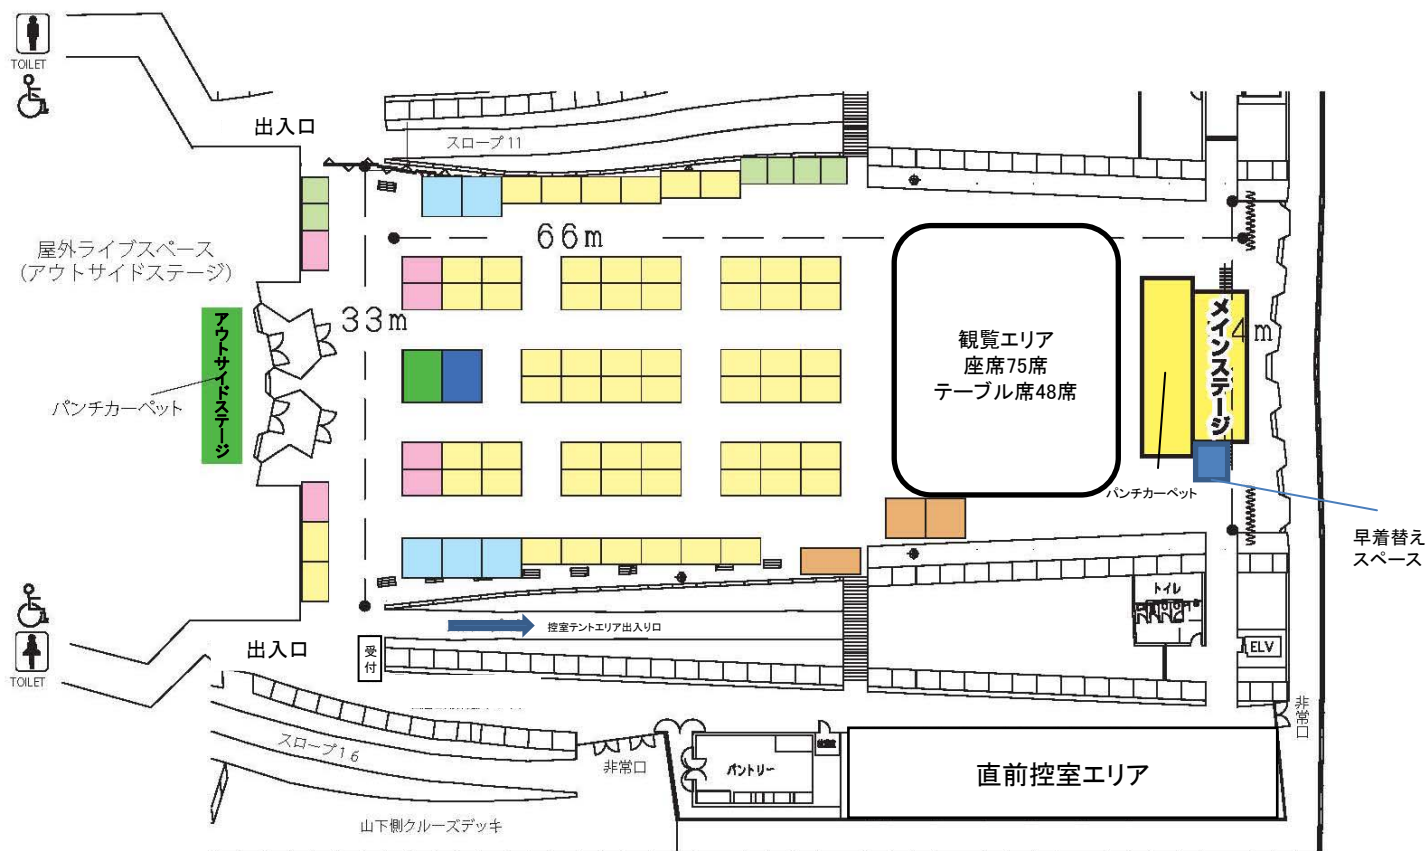 TOILET
出入口
スロープ11
屋外ライブスペース
(アウトサイドステージ)
66m
33m
アウトサイドステージ
パンチカーペット
観覧エリア
座席75席
テーブル席48席
メインステージ
4m
パンチカーペット
早着替え
スペース
トイレ
控室テントエリア出入り口
出入口
受付
ELV
TOILET
非常口
スロープ16
非常口
パントリー
直前控室エリア
山下側クルーズデッキ